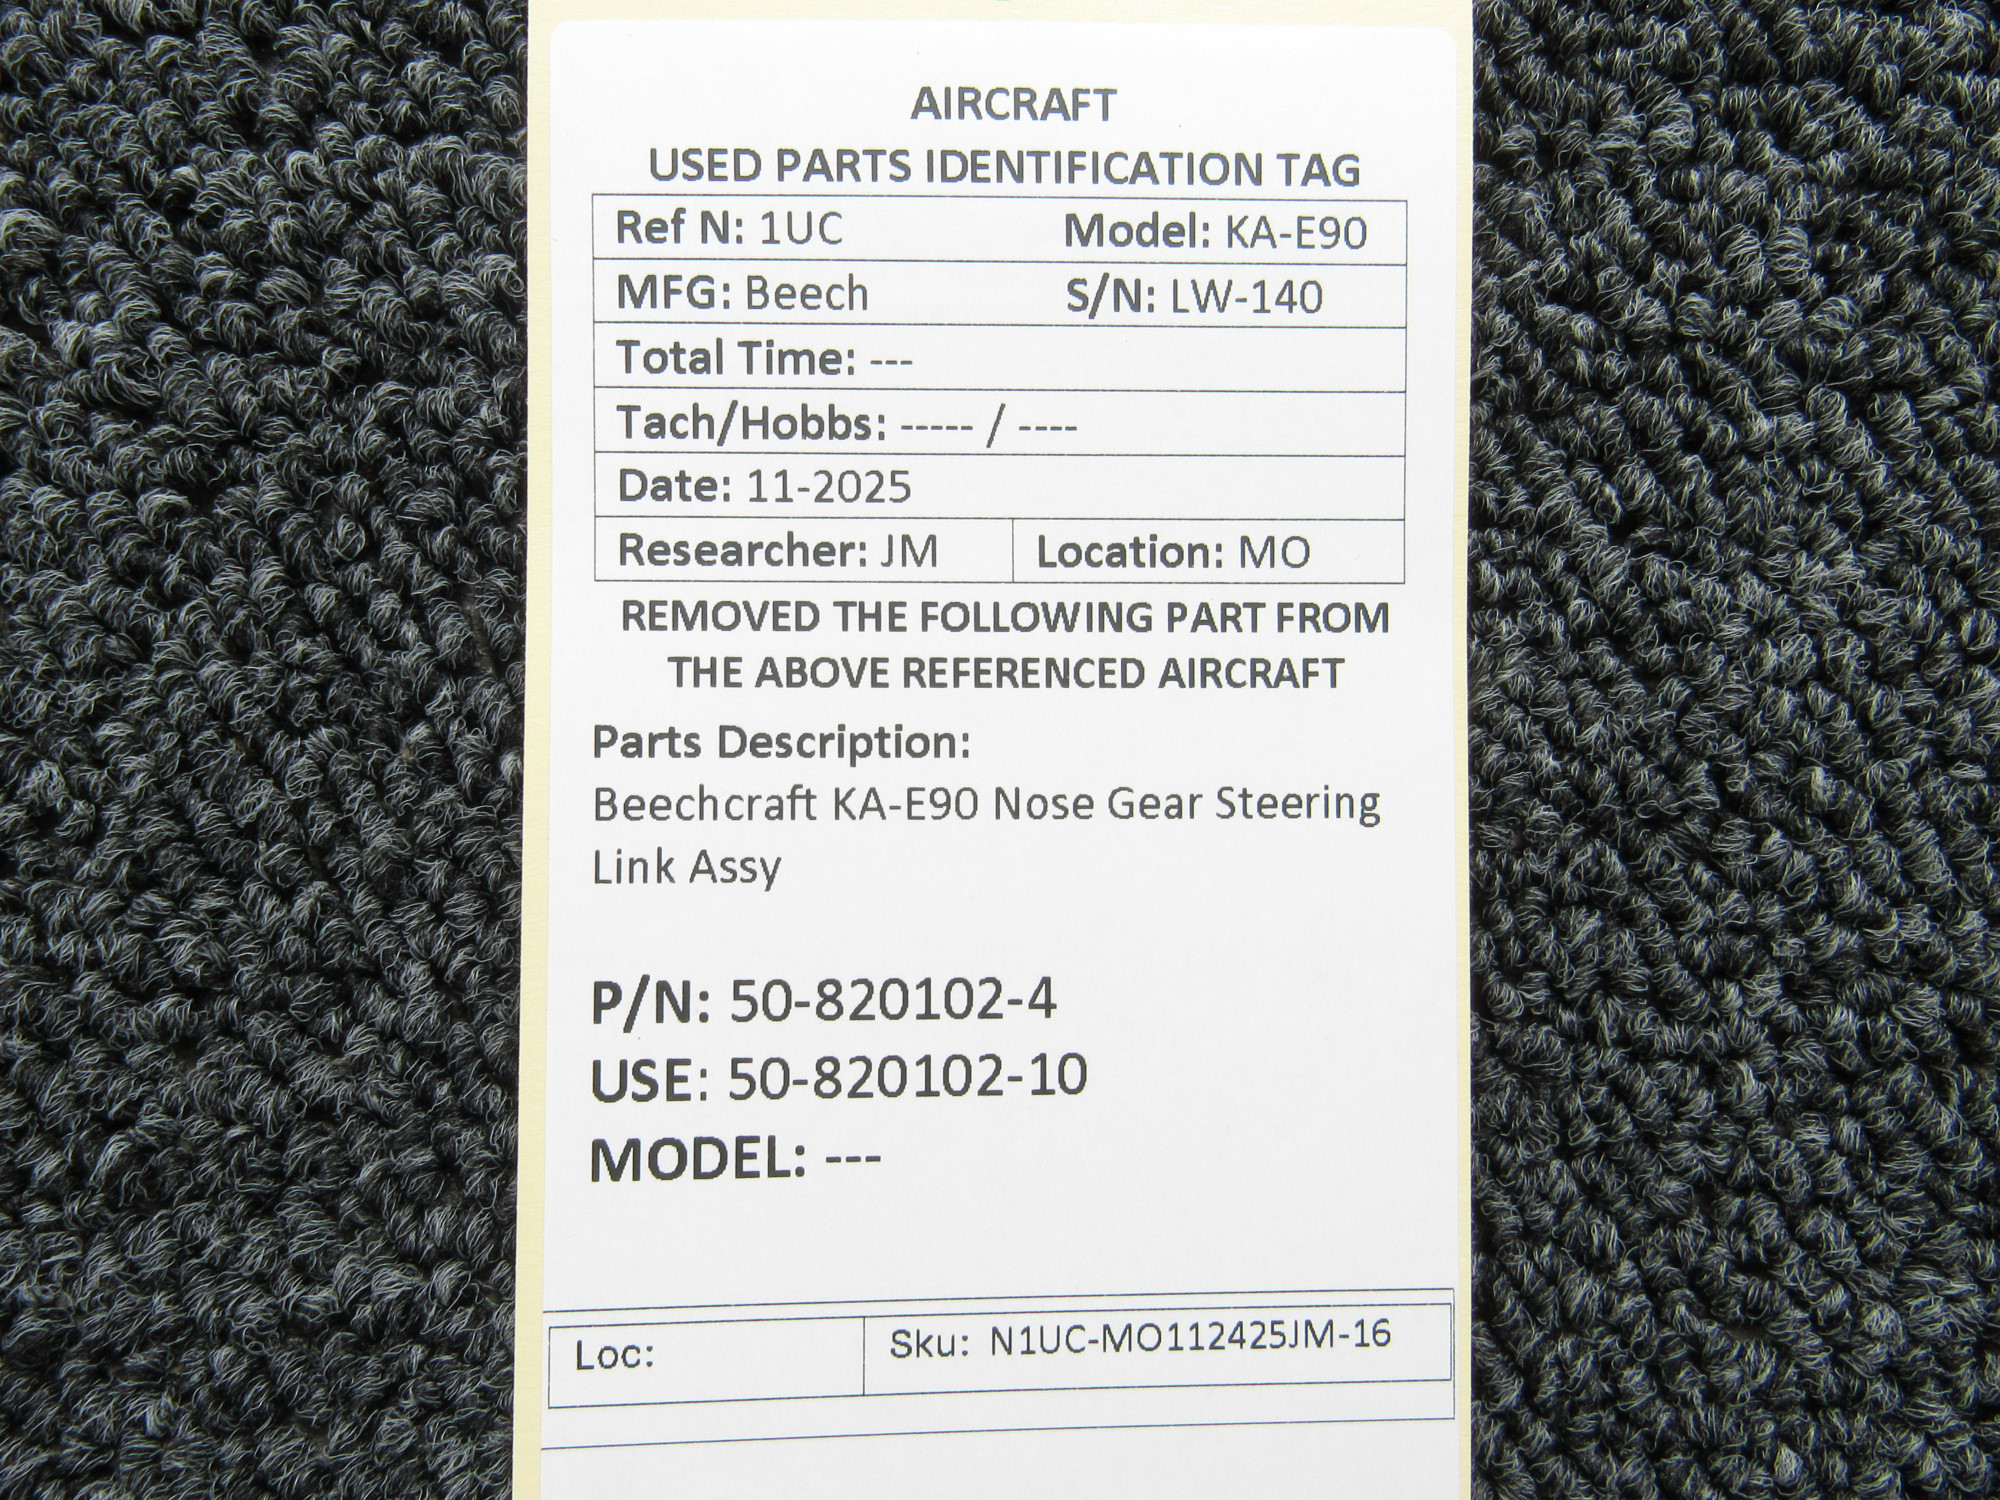 AIRCRAFT
USED PARTS IDENTIFICATION TAG
Ref N: 1UC Model: KA-E90
MFG: Beech S/N: LW-140
Total Time: ---
Tach/Hobbs: ----- / ----
Date: 11-2025
Researcher: JM Location: MO
REMOVED THE FOLLOWING PART FROM
THE ABOVE REFERENCED AIRCRAFT
Parts Description:
Beechcraft KA-E90 Nose Gear Steering
Link Assy
P/N: 50-820102-4
USE: 50-820102-10
MODEL: ---
Loc: Sku: N1UC-MO112425JM-16